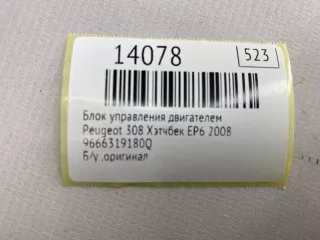 14078
523
Блок управления двигателем
Peugeot 308 Хэтчбек EP6 2008
9666319180Q
Б/у ,оригинал